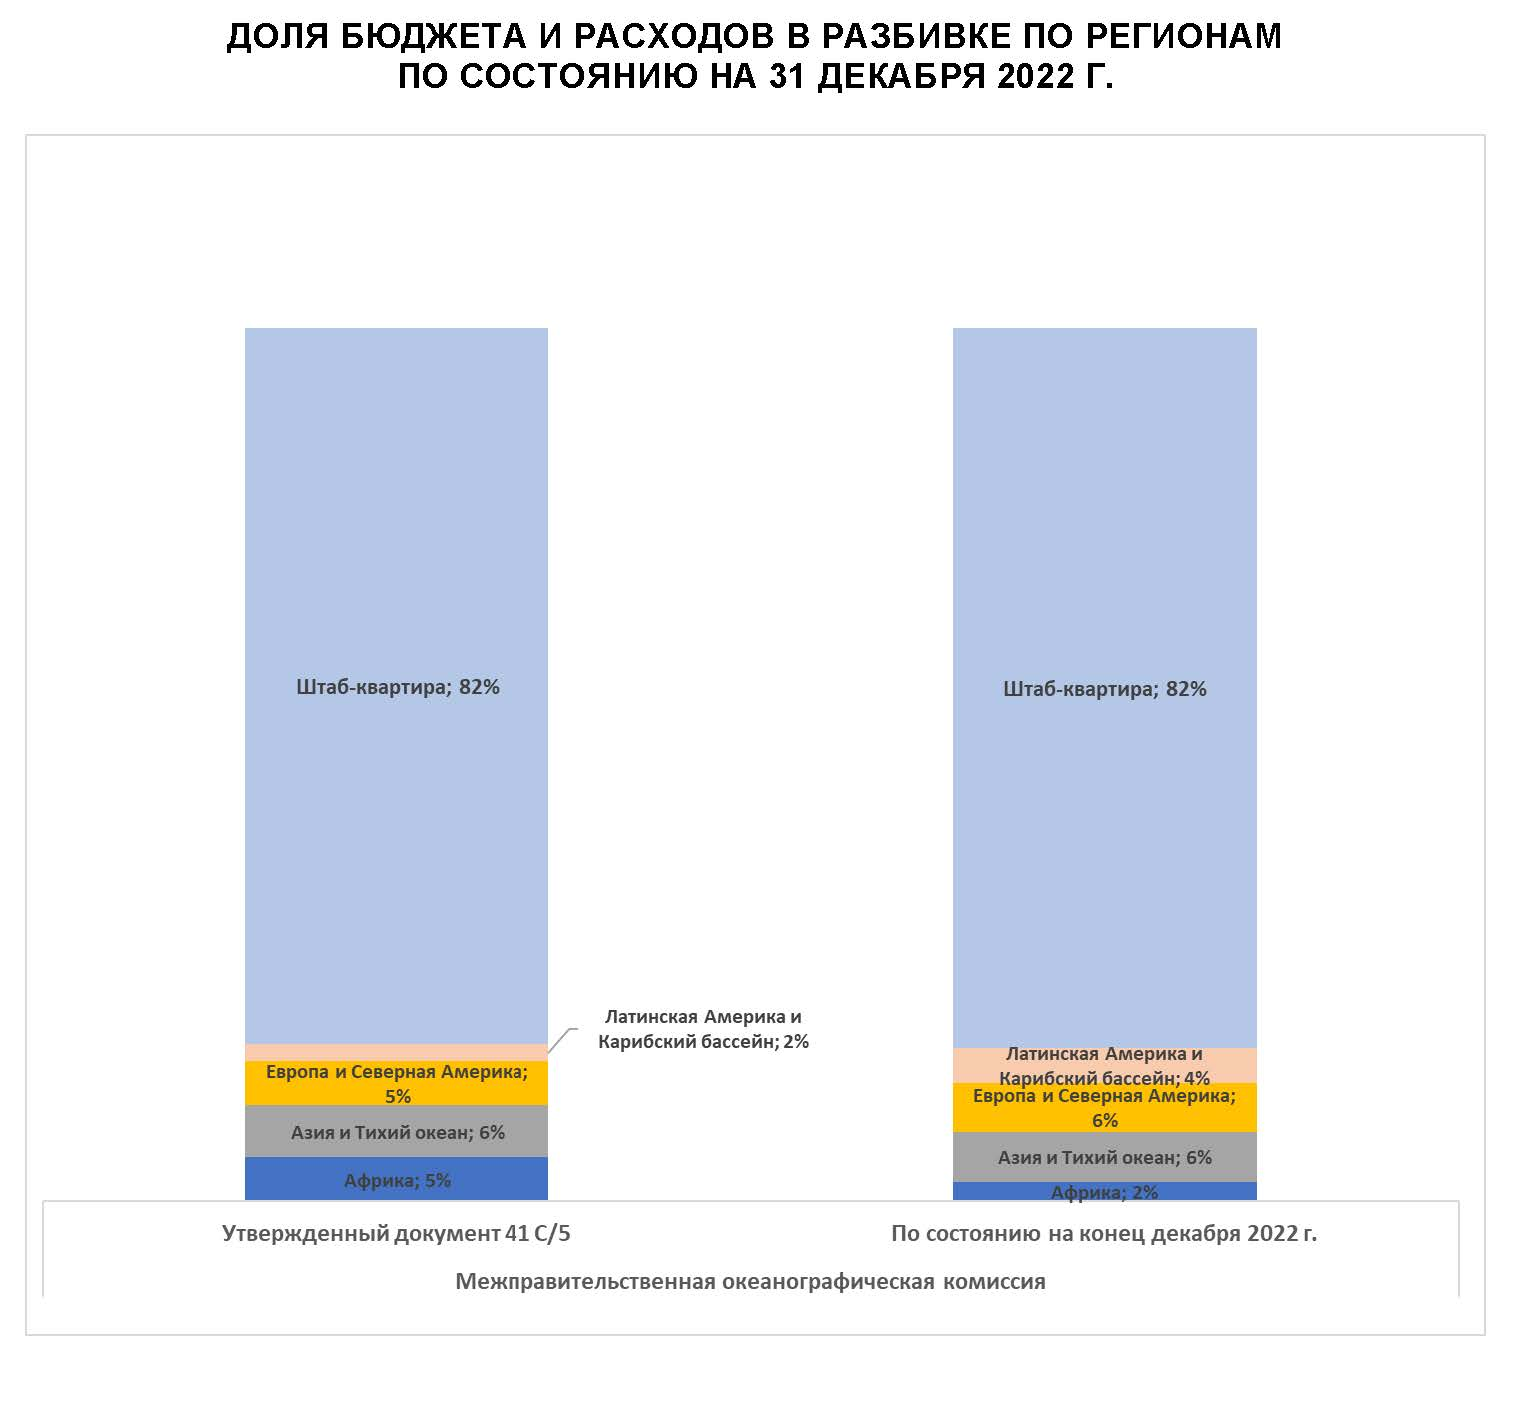 ДОЛЯ БЮДЖЕТА И РАСХОДОВ В РАЗБИВКЕ ПО РЕГИОНАМ
ПО СОСТОЯНИЮ НА 31 ДЕКАБРЯ 2022 Г.
Штаб-квартира; 82%
Латинская Америка и
Карибский бассейн; 2%
Европа и Северная Америка;
5%
Азия и Тихий океан; 6%
Африка; 5%
Штаб-квартира; 82%
Латинская Америка и
Карибский бассейн; 4%
Европа и Северная Америка;
6%
Азия и Тихий океан; 6%
Африка; 2%
Утвержденный документ 41 C/5
По состоянию на конец декабря 2022 г.
Межправительственная океанографическая комиссия